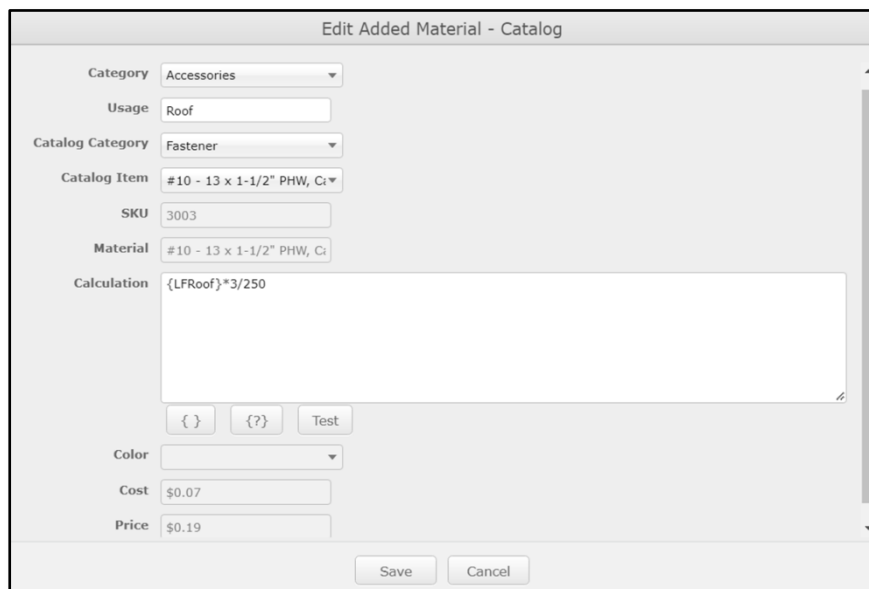 Edit Added Material - Catalog
Category Accessories
Usage Roof
Catalog Category Fastener
Catalog Item #10 - 13 x 1-1/2" PHW, Ca
SKU 3003
Material #10 - 13 x 1-1/2" PHW, Ca
Calculation {LFRoof}*3/250
{ } {?} Test
Color
Cost $0.07
Price $0.19
Save Cancel